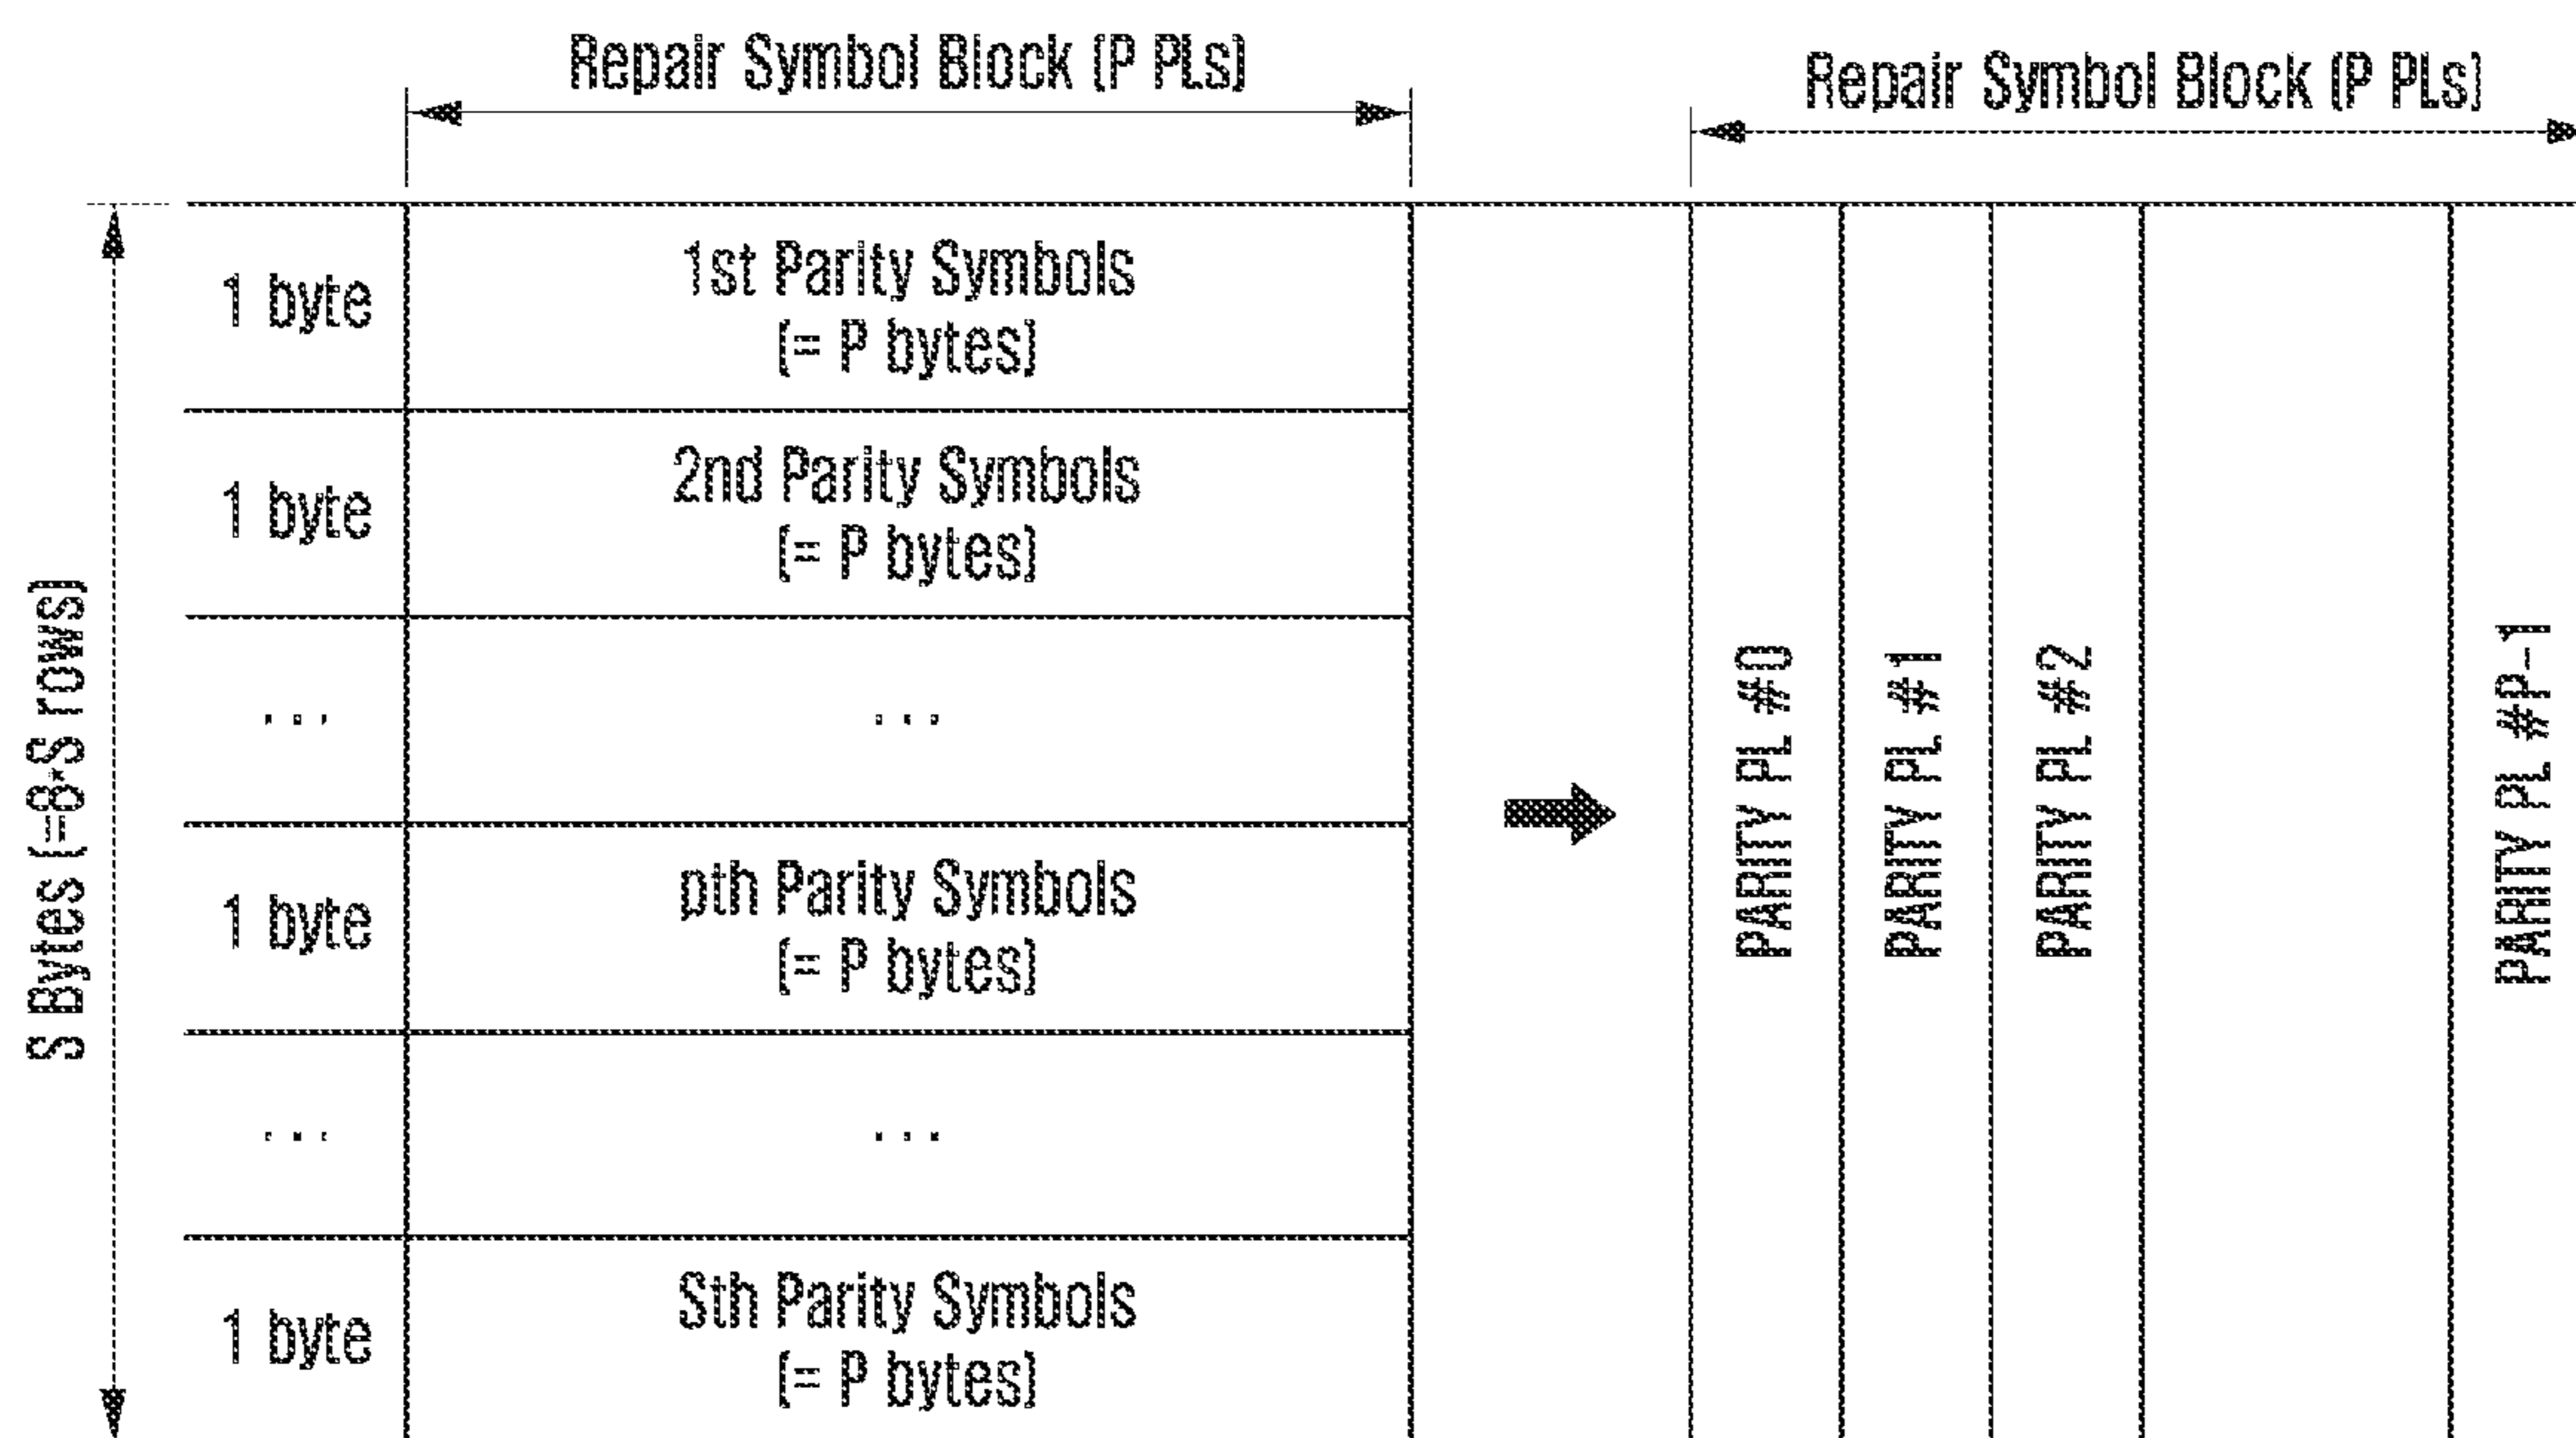 Repair Symbol Block (P PLs)
Repair Symbol Block (P PLs)
S Bytes (=8*S rows)
1 byte
1st Parity Symbols
(= P bytes)
1 byte
2nd Parity Symbols
(= P bytes)
...
...
1 byte
pth Parity Symbols
(= P bytes)
...
...
1 byte
Sth Parity Symbols
(= P bytes)
PARITY PL #0
PARITY PL #1
PARITY PL #2
PARITY PL #P-1